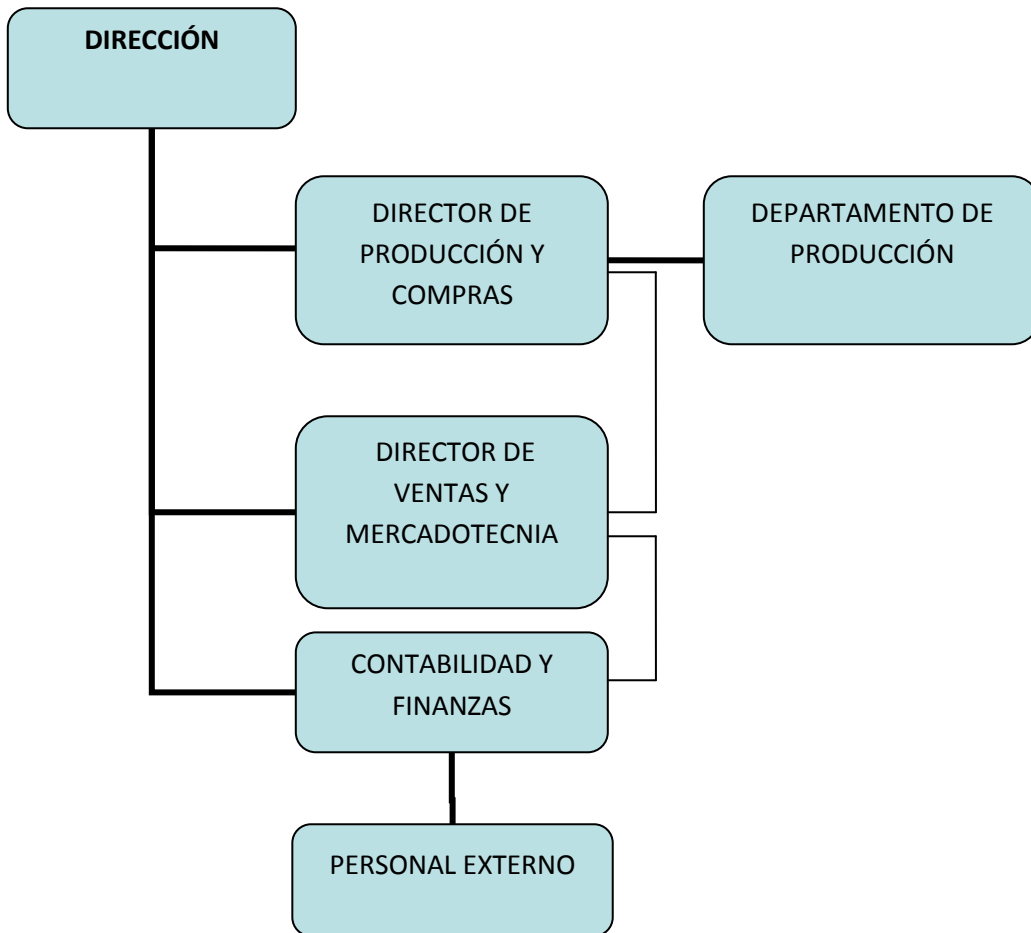 DIRECCIÓN
DIRECTOR DE
PRODUCCIÓN Y
COMPRAS
DEPARTAMENTO DE
PRODUCCIÓN
DIRECTOR DE
VENTAS Y
MERCADOTECNIA
CONTABILIDAD Y
FINANZAS
PERSONAL EXTERNO